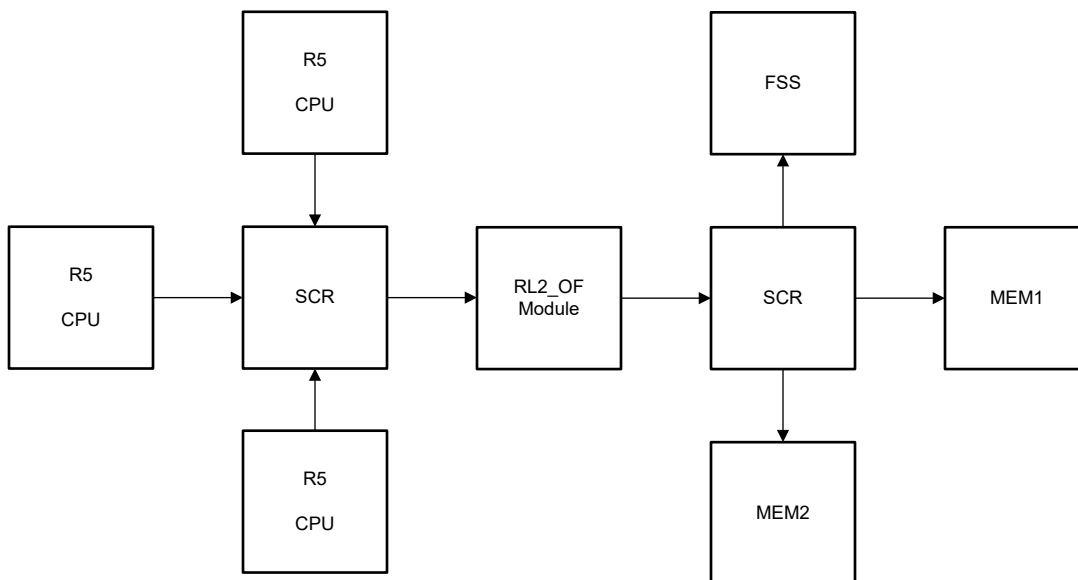 R5
CPU
FSS
R5
CPU
SCR
RL2_OF
Module
SCR
MEM1
R5
CPU
MEM2